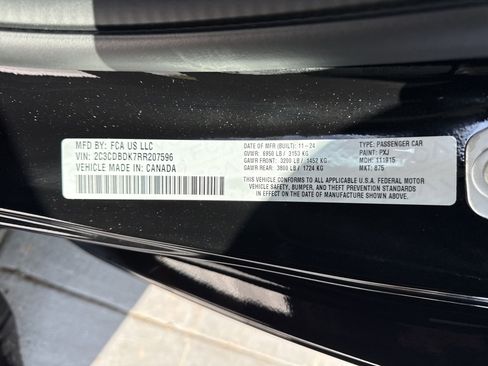 MFD BY: FCA US LLC
VIN: 2C3CDBDK7RR207596
VEHICLE MADE IN: CANADA
DATE OF MFR (BUILT): 11-24
GVWR: 6950 LB / 3153 KG
GAWR FRONT: 3200 LB / 1452 KG
GAWR REAR: 3800 LB / 1724 KG
TYPE: PASSENGER CAR
PAINT: PXJ
MDH: 111915
MKT: 875
THIS VEHICLE CONFORMS TO ALL APPLICABLE U.S.A. FEDERAL MOTOR
VEHICLE SAFETY, BUMPER, AND THEFT PREVENTION STANDARDS
IN EFFECT ON THE DATE OF MANUFACTURE SHOWN ABOVE.